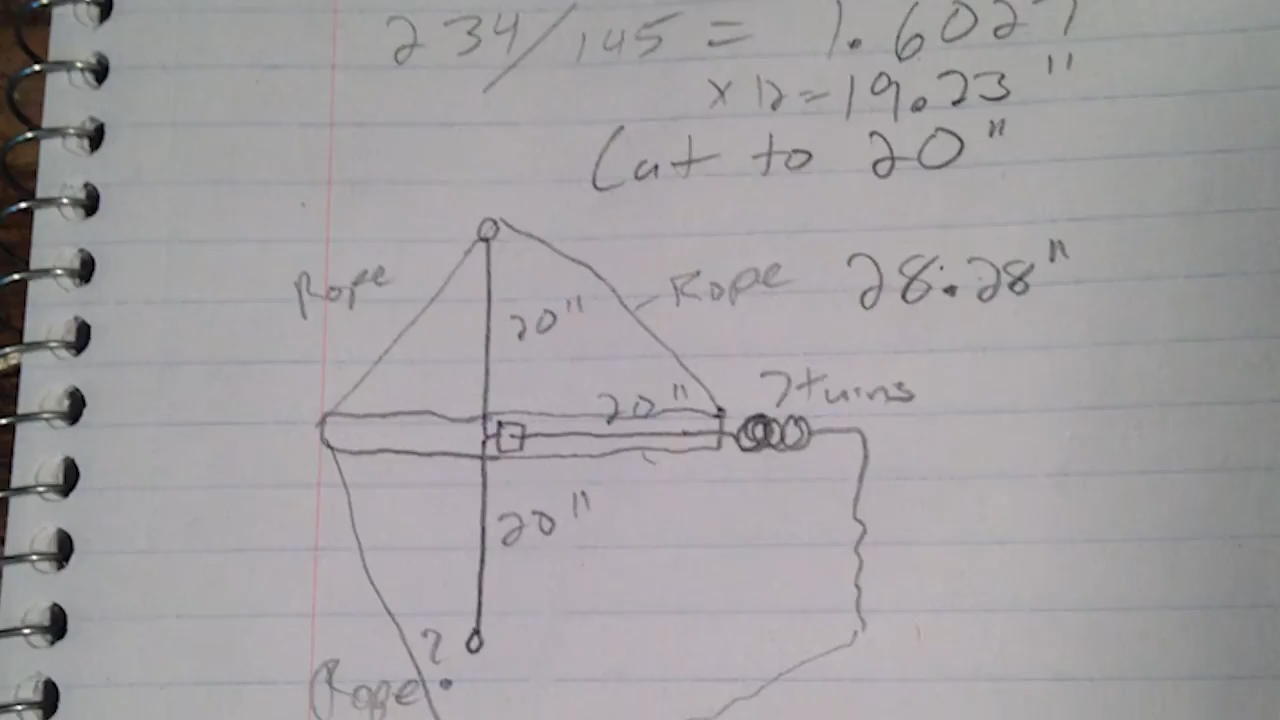 234/145 = 1.6027
x 12 = 19.23"
Cut to 20"
Rope
Rope
28.28"
20"
20"
7 turns
20"
?
Rope